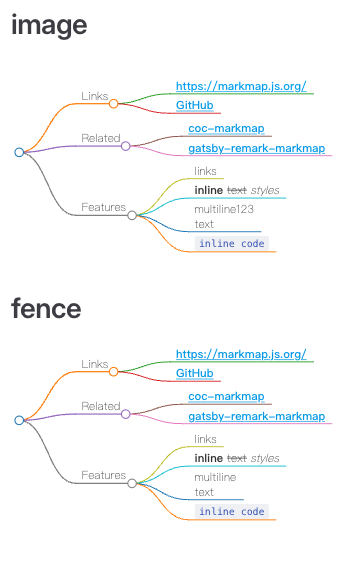 image
Links
https://markmap.js.org/
GitHub
Related
coc-markmap
gatsby-remark-markmap
Features
links
inline text styles
multiline123
text
inline code
fence
Links
https://markmap.js.org/
GitHub
Related
coc-markmap
gatsby-remark-markmap
Features
links
inline text styles
multiline
text
inline code